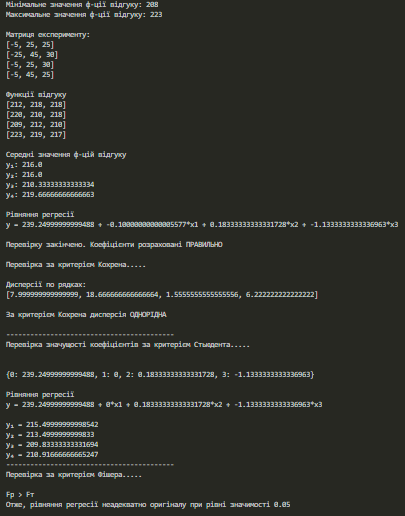 Мінімальне значення ф-ції відгуку: 208
Максимальне значення ф-ції відгуку: 223
Матриця експерименту:
[-5, 25, 25]
[-25, 45, 30]
[-5, 25, 30]
[-5, 45, 25]
Функції відгуку
[212, 218, 218]
[220, 210, 218]
[209, 212, 210]
[223, 219, 217]
Середні значення ф-цій відгуку
y₁: 216.0
y₂: 216.0
y₃: 210.33333333333334
y₄: 219.66666666666663
Рівняння регресії
y = 239.24999999999488 + -0.10000000000005577*x1 + 0.18333333333331728*x2 + -1.1333333333336963*x3
Перевірку закінчено. Коефіцієнти розраховані ПРАВИЛЬНО
Перевірка за критерієм Кохрена.....
Дисперсії по рядках:
[7.999999999999999, 18.666666666666664, 1.5555555555555556, 6.222222222222222]
За критерієм Кохрена дисперсія ОДНОРІДНА
----------------------------------------
Перевірка значущості коефіцієнтів за критерієм Стьюдента.....
{0: 239.24999999999488, 1: 0, 2: 0.18333333333331728, 3: -1.1333333333336963}
Рівняння регресії
y = 239.24999999999488 + 0*x1 + 0.18333333333331728*x2 + -1.1333333333336963*x3
y₁ = 215.49999999998542
y₂ = 213.4999999999833
y₃ = 209.83333333331694
y₄ = 210.91666666665247
----------------------------------------
Перевірка за критерієм Фішера.....
Fp > Fт
Отже, рівняння регресії неадекватно оригіналу при рівні значимості 0.05